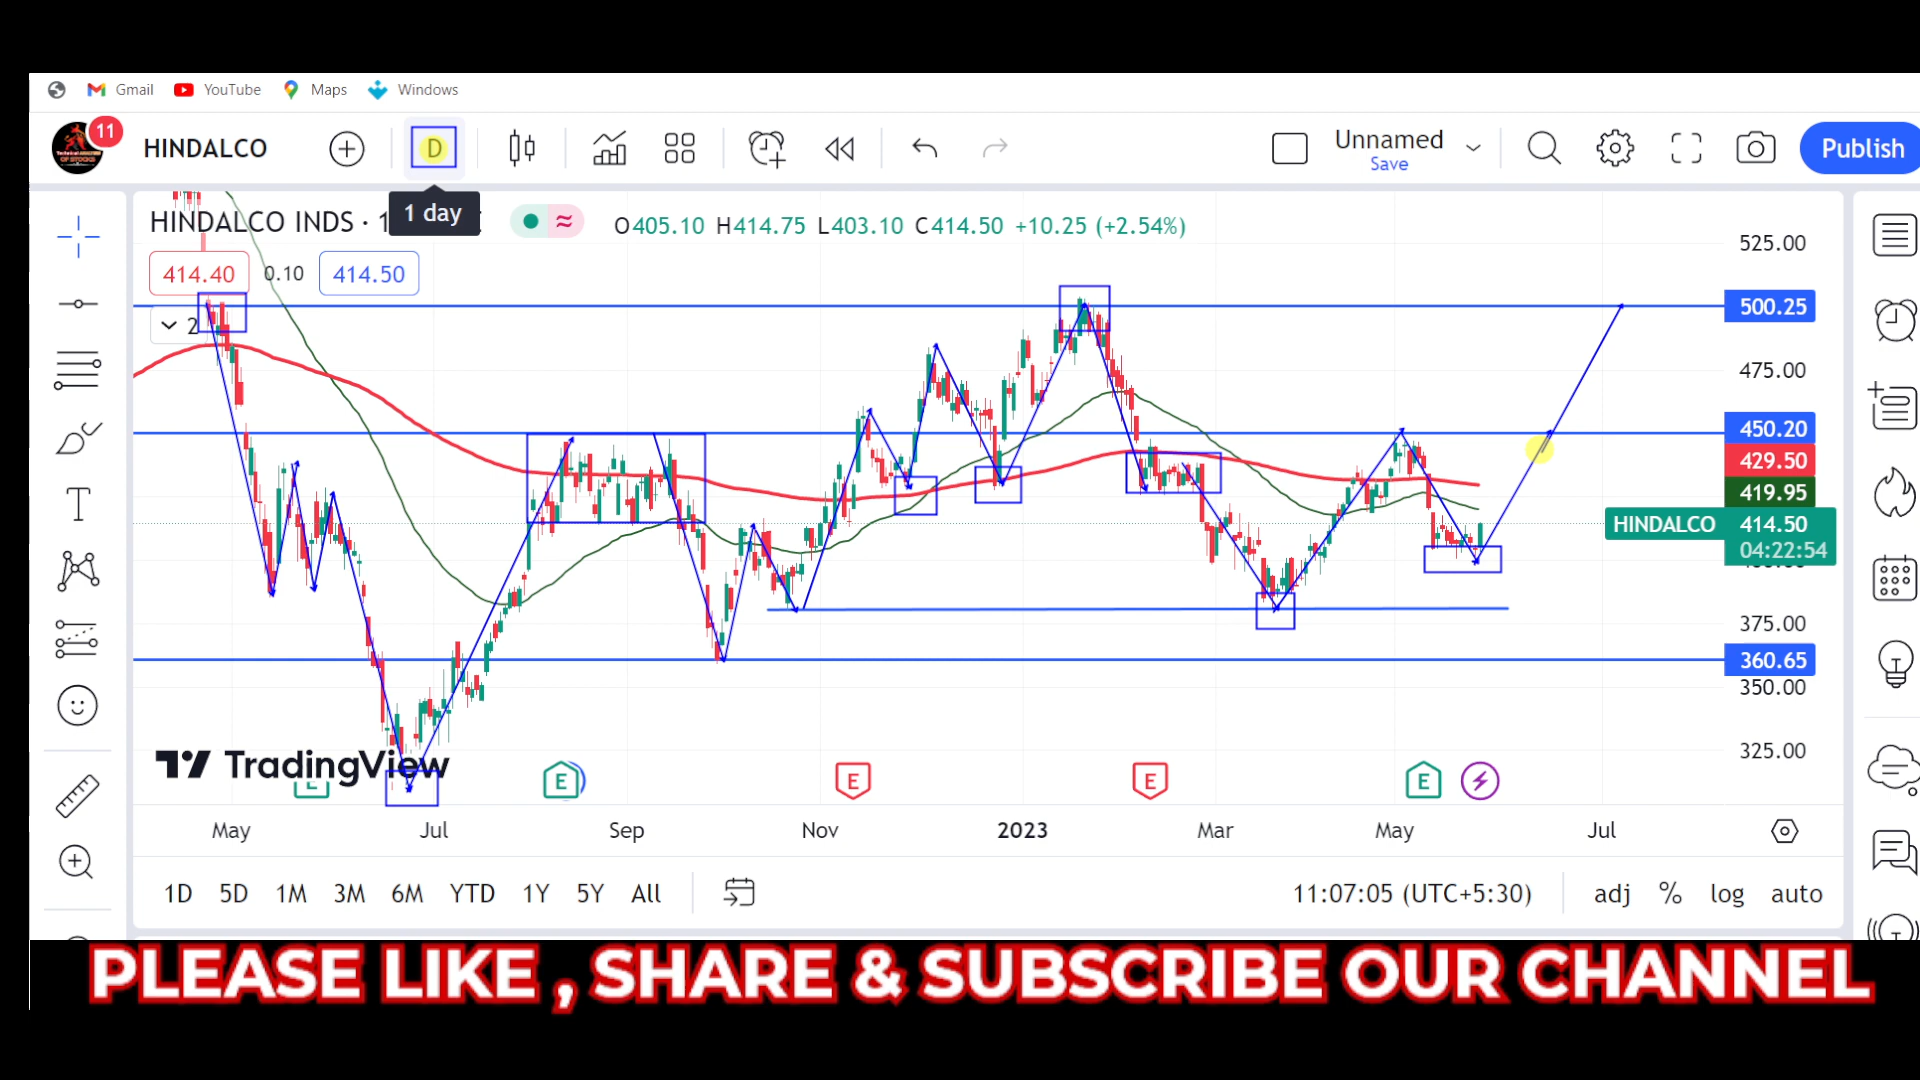 Gmail YouTube Maps Windows
11
HINDALCO D Unnamed Publish
Save
1 day
HINDALCO INDS · 1
O405.10 H414.75 L403.10 C414.50 +10.25 (+2.54%)
414.40 0.10 414.50
2
525.00
500.25
475.00
450.20
429.50
419.95
HINDALCO 414.50
04:22:54
375.00
360.65
350.00
325.00
TradingView
E E E E E
May Jul Sep Nov 2023 Mar May Jul
1D 5D 1M 3M 6M YTD 1Y 5Y All 11:07:05 (UTC+5:30) adj % log auto
PLEASE LIKE , SHARE & SUBSCRIBE OUR CHANNEL